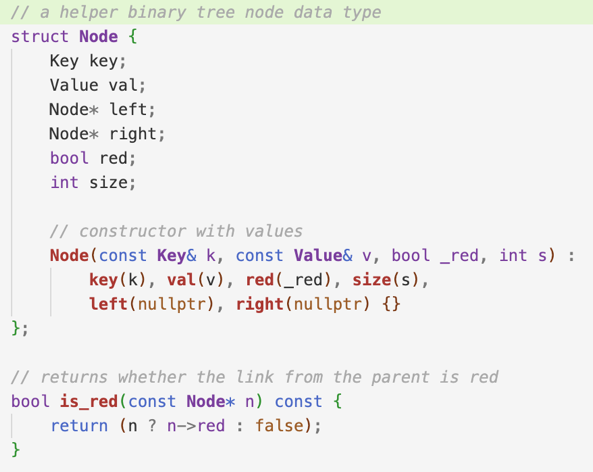 // a helper binary tree node data type
struct Node {
    Key key;
    Value val;
    Node* left;
    Node* right;
    bool red;
    int size;

    // constructor with values
    Node(const Key& k, const Value& v, bool _red, int s) :
        key(k), val(v), red(_red), size(s),
        left(nullptr), right(nullptr) {}
};

// returns whether the link from the parent is red
bool is_red(const Node* n) const {
    return (n ? n->red : false);
}